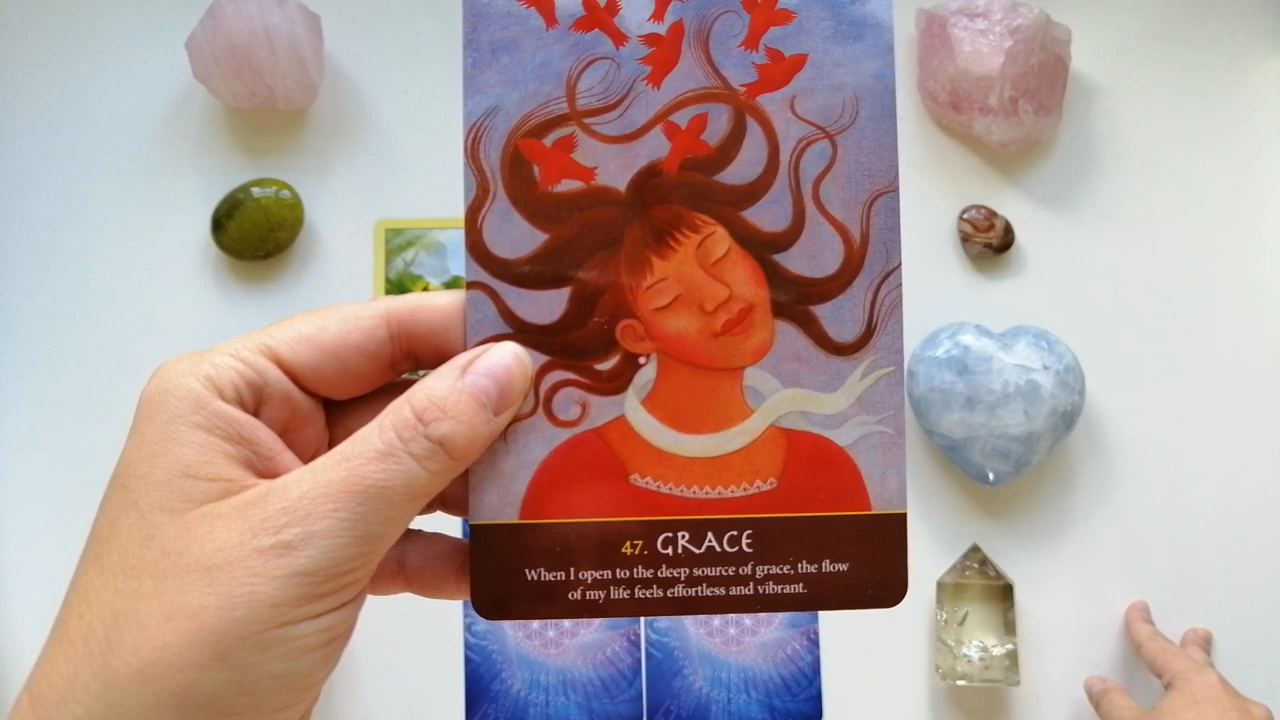 47. GRACE
When I open to the deep source of grace, the flow
of my life feels effortless and vibrant.